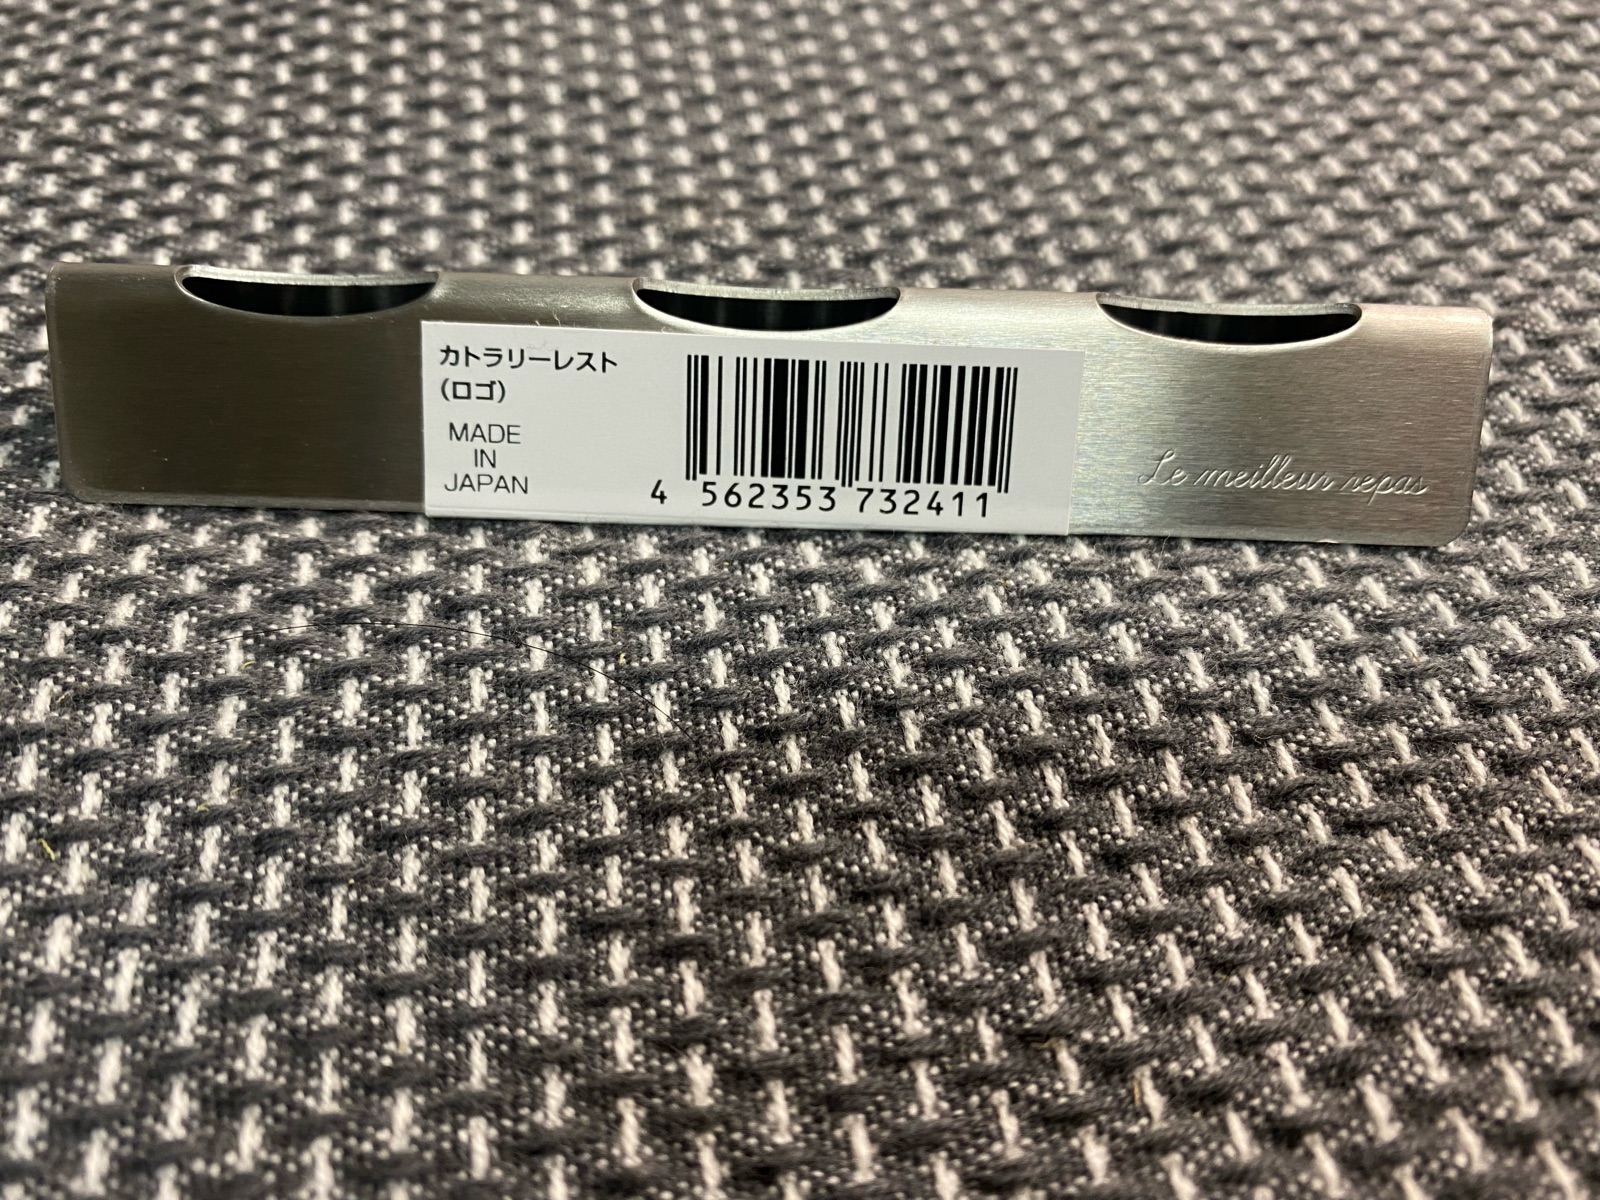 カトラリーレスト
(ロゴ)
MADE
IN
JAPAN
4 562353 732411
Le meilleur repas